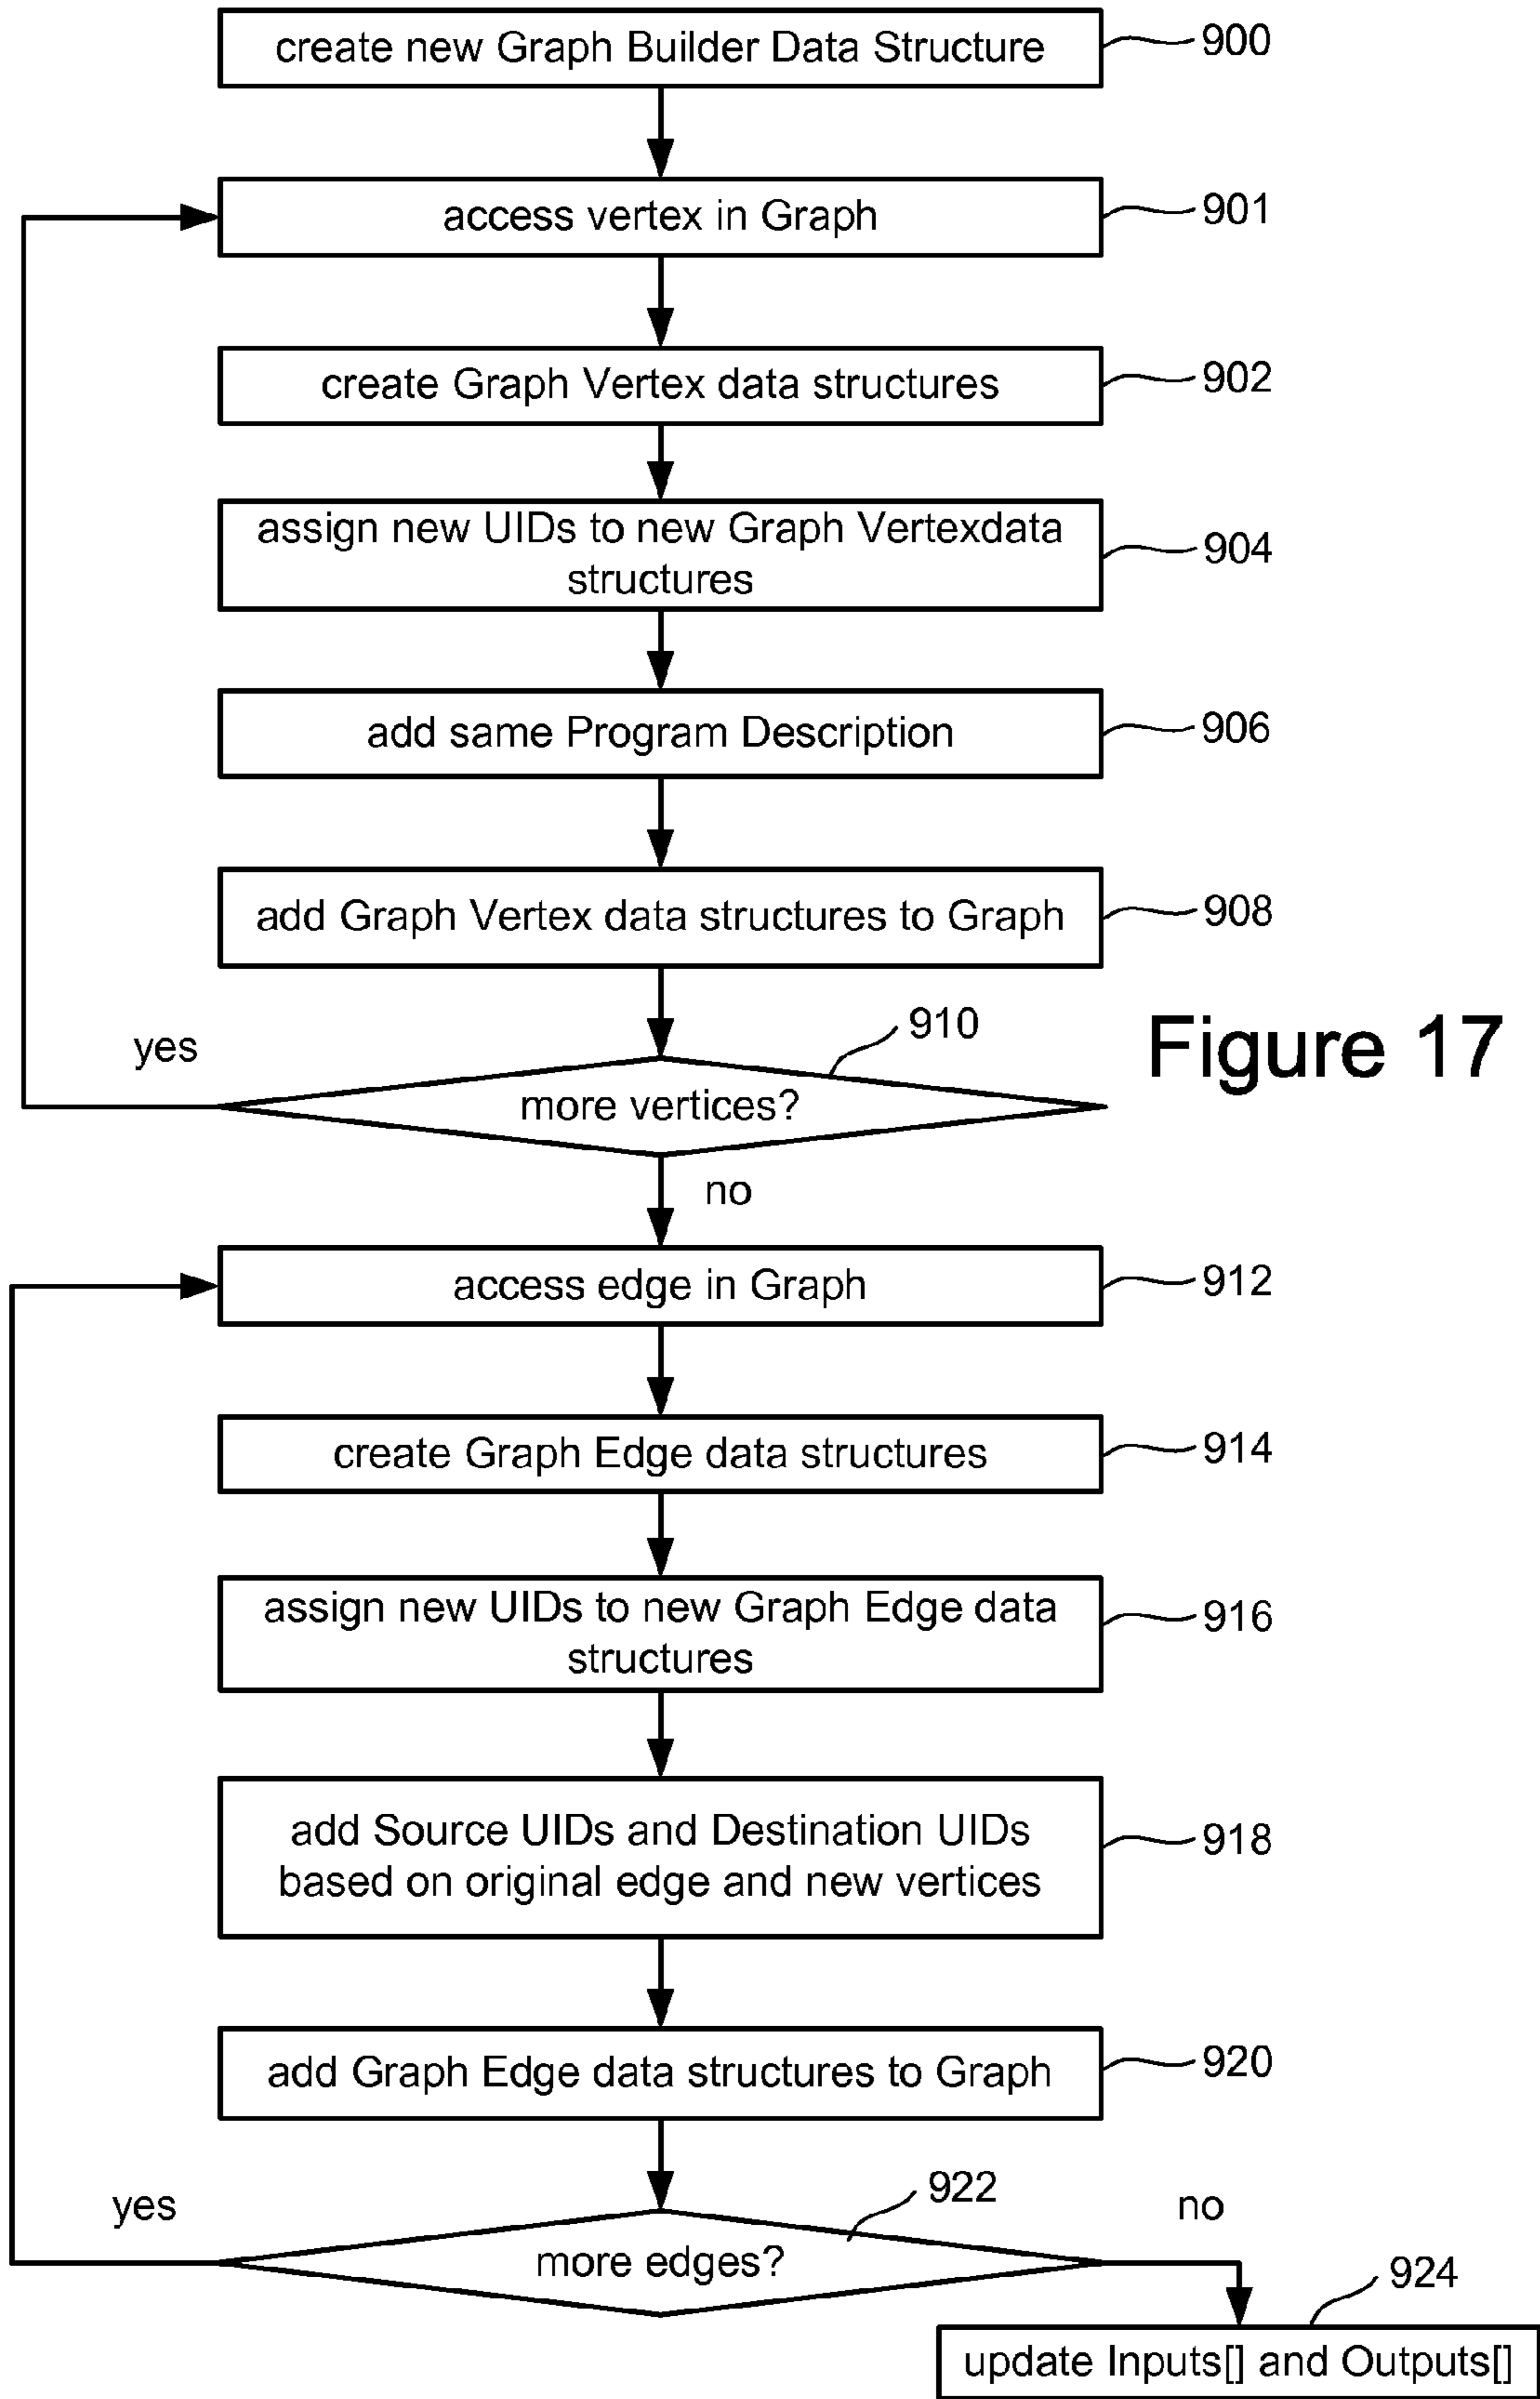 create new Graph Builder Data Structure
900
access vertex in Graph
901
create Graph Vertex data structures
902
assign new UIDs to new Graph Vertexdata
structures
904
add same Program Description
906
add Graph Vertex data structures to Graph
908
910
Figure 17
yes
more vertices?
no
access edge in Graph
912
create Graph Edge data structures
914
assign new UIDs to new Graph Edge data
structures
916
add Source UIDs and Destination UIDs
based on original edge and new vertices
918
add Graph Edge data structures to Graph
920
922
yes
no
more edges?
924
update Inputs[] and Outputs[]